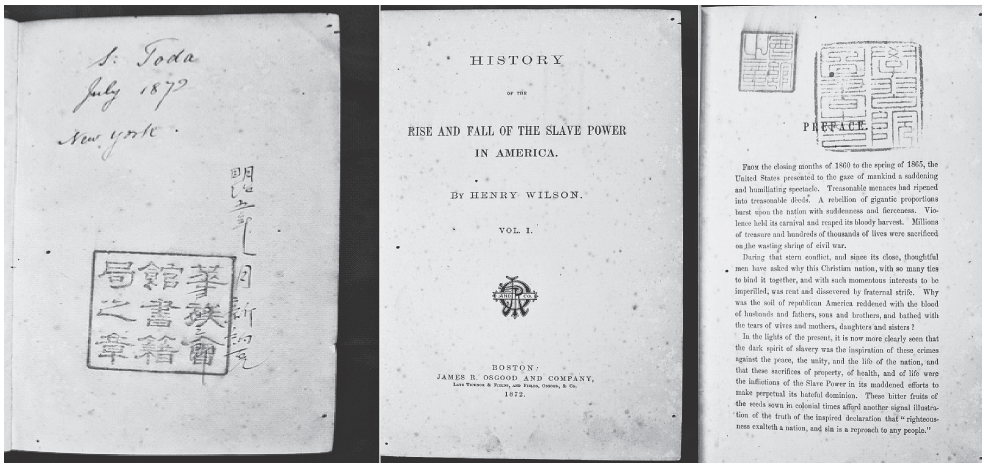 S. Toda
July 1872
New York.
明治五年七月新約克
華族會
館書籍
局之章
HISTORY
OF THE
RISE AND FALL OF THE SLAVE POWER
IN AMERICA.
BY HENRY WILSON.
VOL. I.
BOSTON:
JAMES R. OSGOOD AND COMPANY,
LATE TICKNOR & FIELDS, AND FIELDS, OSGOOD, & CO.
1872.
PREFACE.
FROM the closing months of 1860 to the spring of 1865, the
United States presented to the gaze of mankind a saddening
and humiliating spectacle. Treasonable menaces had ripened
into treasonable deeds. A rebellion of gigantic proportions
burst upon the nation with suddenness and fierceness. Vio-
lence held its carnival and reaped its bloody harvest. Millions
of treasure and hundreds of thousands of lives were sacrificed
on the wasting shrine of civil war.
During that stern conflict, and since its close, thoughtful
men have asked why this Christian nation, with so many ties
to bind it together, and with such momentous interests to be
imperilled, was rent and dissevered by fraternal strife. Why
was the soil of republican America reddened with the blood
of husbands and fathers, sons and brothers, and bathed with
the tears of wives and mothers, daughters and sisters?
In the lights of the present, it is now more clearly seen that
the dark spirit of slavery was the inspiration of these crimes
against the peace, the unity, and the life of the nation, and
that these sacrifices of property, of health, and of life were
the inflictions of the Slave Power in its maddened efforts to
make perpetual its hateful dominion. These bitter fruits of
the seeds sown in colonial times afford another signal illustra-
tion of the truth of the inspired declaration that "righteous-
ness exalteth a nation, and sin is a reproach to any people."